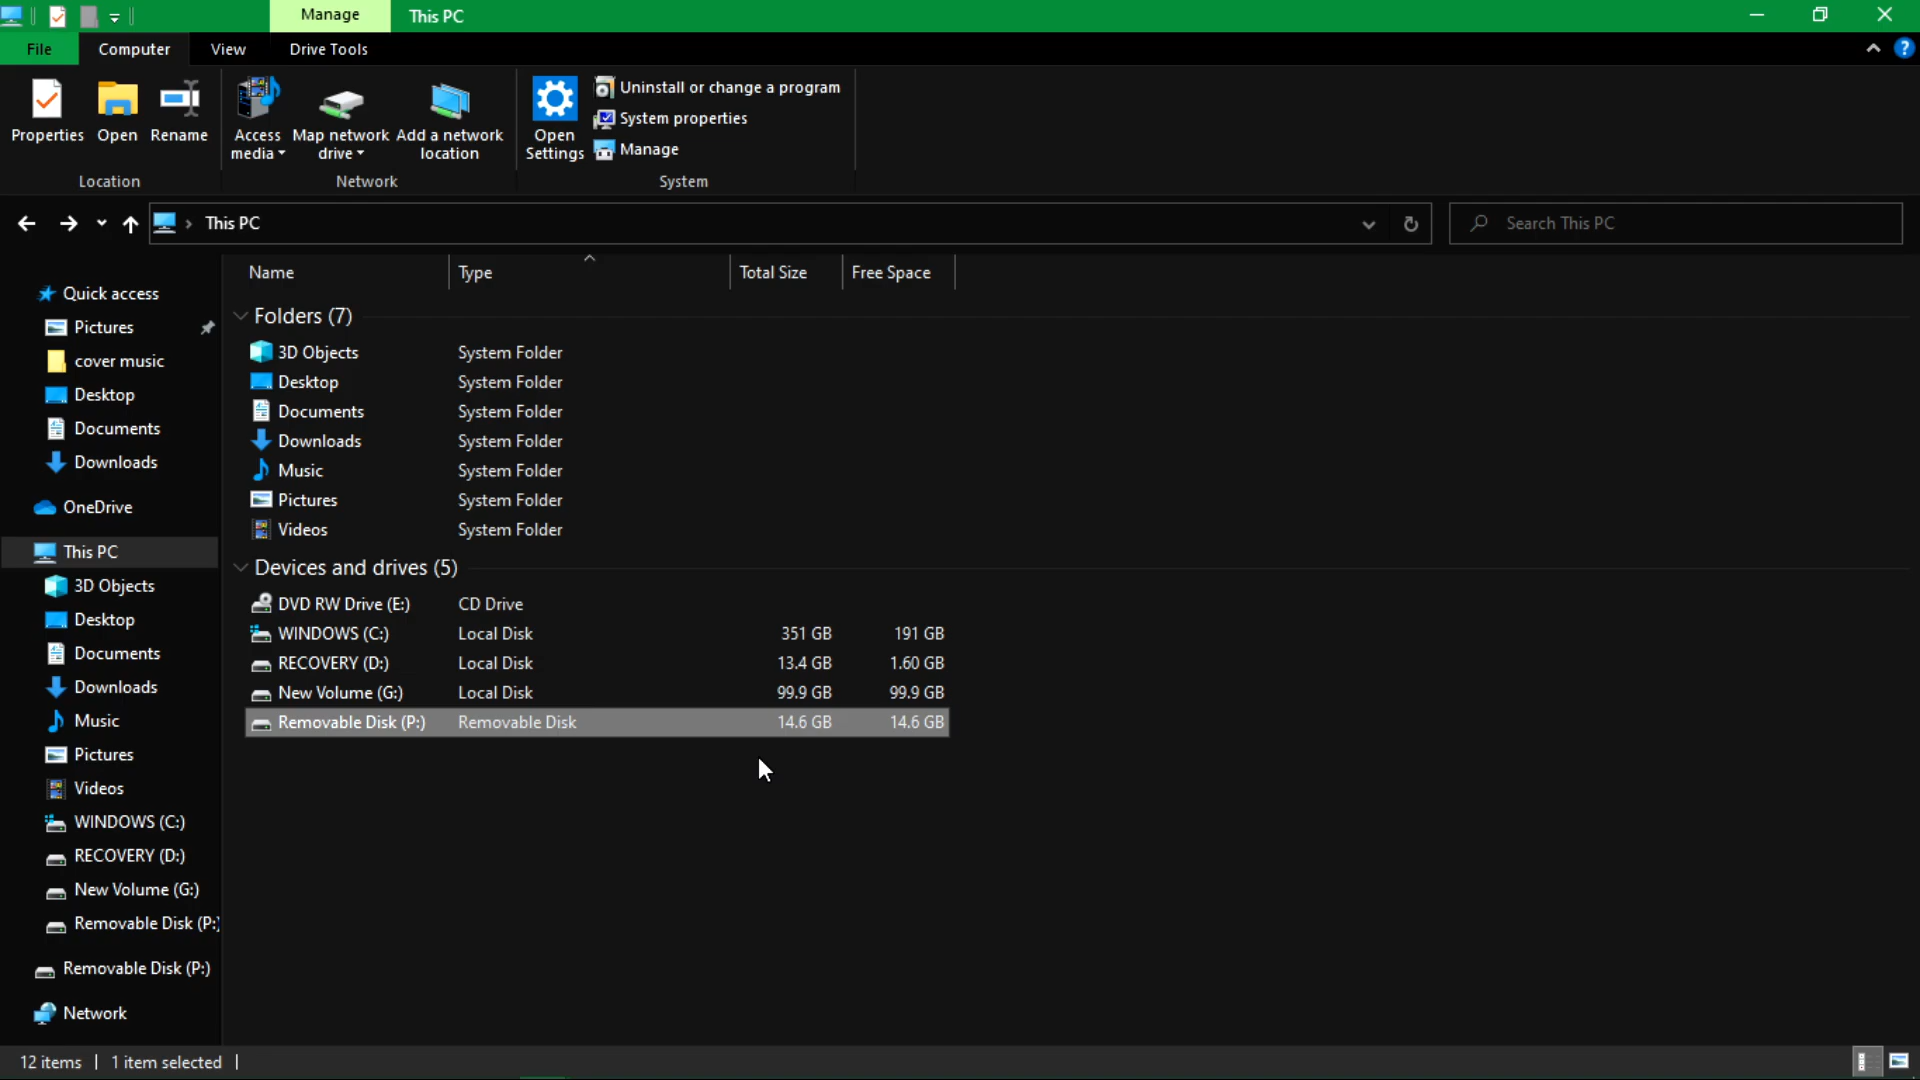 Manage This PC
File Computer View Drive Tools
Properties Open Rename Access media Map network drive Add a network location Open Settings Uninstall or change a program
System properties
Manage
Location Network System
This PC Search This PC
Name Type Total Size Free Space
Quick access
Pictures
cover music
Desktop
Documents
Downloads
OneDrive
This PC
3D Objects
Desktop
Documents
Downloads
Music
Pictures
Videos
WINDOWS (C:)
RECOVERY (D:)
New Volume (G:)
Removable Disk (P:)
Removable Disk (P:)
Network
Folders (7)
3D Objects System Folder
Desktop System Folder
Documents System Folder
Downloads System Folder
Music System Folder
Pictures System Folder
Videos System Folder
Devices and drives (5)
DVD RW Drive (E:) CD Drive
WINDOWS (C:) Local Disk 351 GB 191 GB
RECOVERY (D:) Local Disk 13.4 GB 1.60 GB
New Volume (G:) Local Disk 99.9 GB 99.9 GB
Removable Disk (P:) Removable Disk 14.6 GB 14.6 GB
12 items 1 item selected